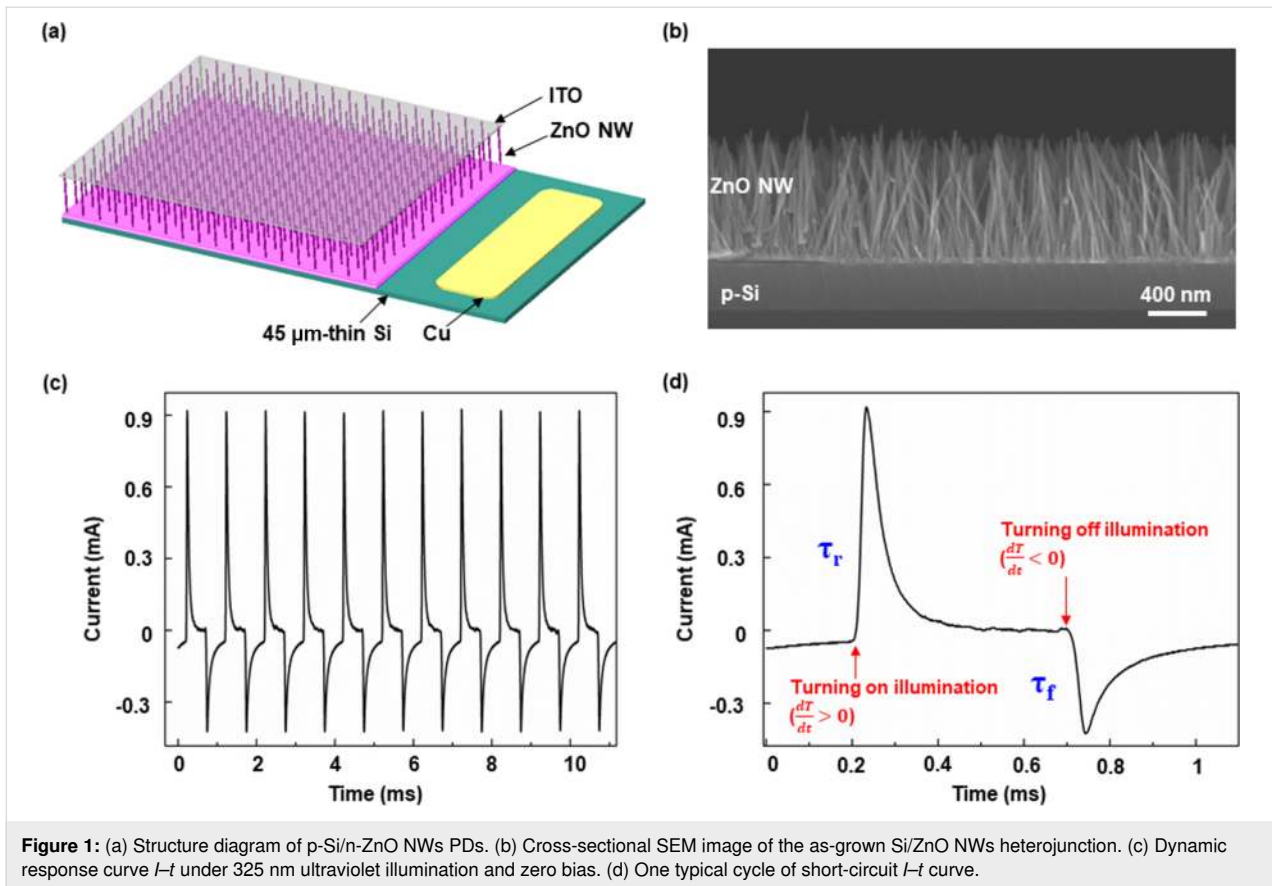 (a)
ITO
ZnO NW
45 μm-thin Si
Cu
(b)
ZnO NW
p-Si
400 nm
(c)
Current (mA)
0.9
0.6
0.3
0
-0.3
0 2 4 6 8 10
Time (ms)
(d)
Current (mA)
0.9
0.6
0.3
0
-0.3
τr
Turning off illumination
(dT/dt < 0)
Turning on illumination
(dT/dt > 0)
τf
0 0.2 0.4 0.6 0.8 1
Time (ms)
Figure 1: (a) Structure diagram of p-Si/n-ZnO NWs PDs. (b) Cross-sectional SEM image of the as-grown Si/ZnO NWs heterojunction. (c) Dynamic
response curve I–t under 325 nm ultraviolet illumination and zero bias. (d) One typical cycle of short-circuit I–t curve.